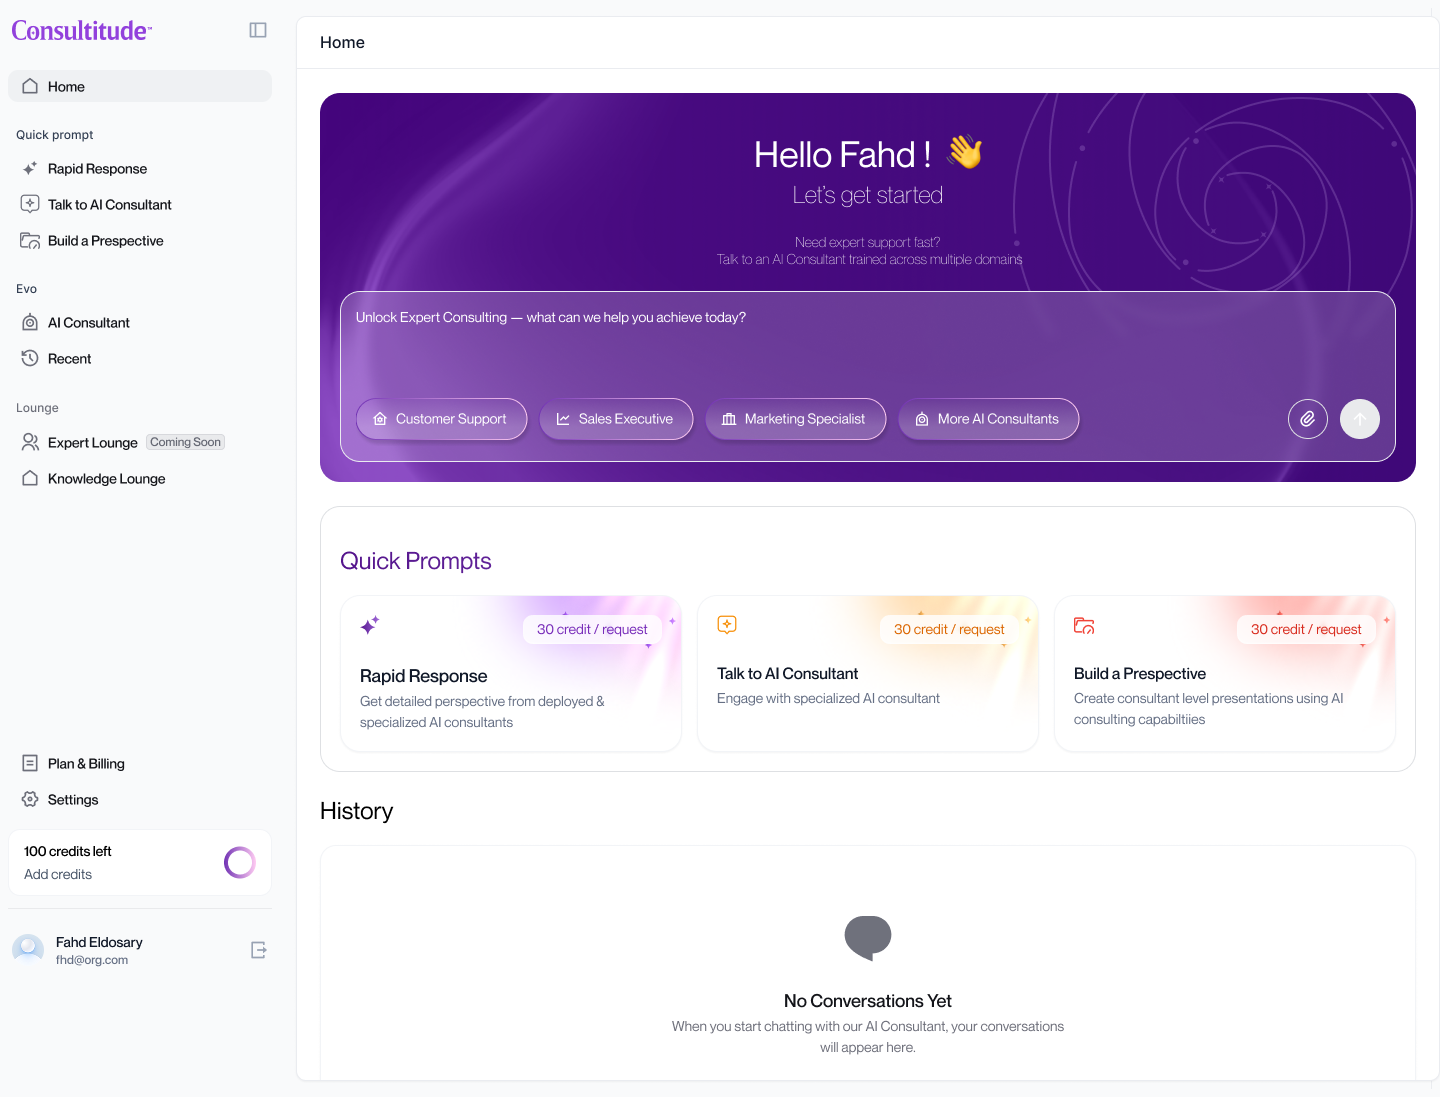 Consultitude™
Home
Quick prompt
Rapid Response
Talk to AI Consultant
Build a Prespective
Evo
AI Consultant
Recent
Lounge
Expert Lounge Coming Soon
Knowledge Lounge
Plan & Billing
Settings
100 credits left
Add credits
Fahd Eldosary
fhd@org.com
Home
Hello Fahd ! 👋
Let's get started
Need expert support fast?
Talk to an AI Consultant trained across multiple domains
Unlock Expert Consulting — what can we help you achieve today?
Customer Support
Sales Executive
Marketing Specialist
More AI Consultants
Quick Prompts
30 credit / request
Rapid Response
Get detailed perspective from deployed &
specialized AI consultants
30 credit / request
Talk to AI Consultant
Engage with specialized AI consultant
30 credit / request
Build a Prespective
Create consultant level presentations using AI
consulting capabiltiies
History
No Conversations Yet
When you start chatting with our AI Consultant, your conversations
will appear here.